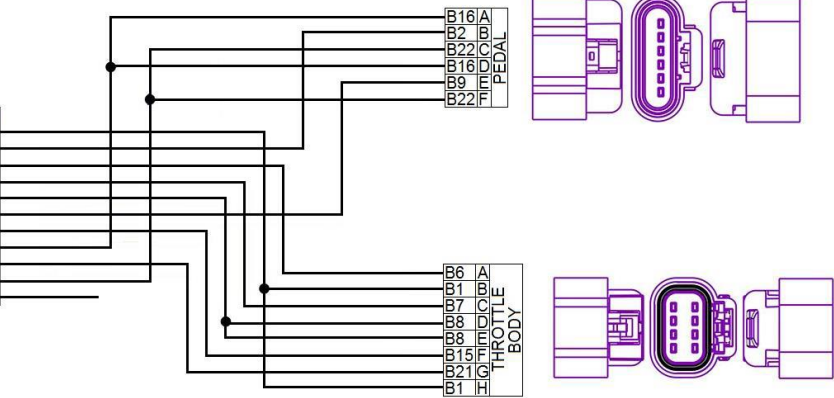 B16 A
B2 B
B22 C
B16 D
B9 E
B22 F
PEDAL
B6 A
B1 B
B7 C
B8 D
B8 E
B15 F
B21 G
B1 H
THROTTLE
BODY